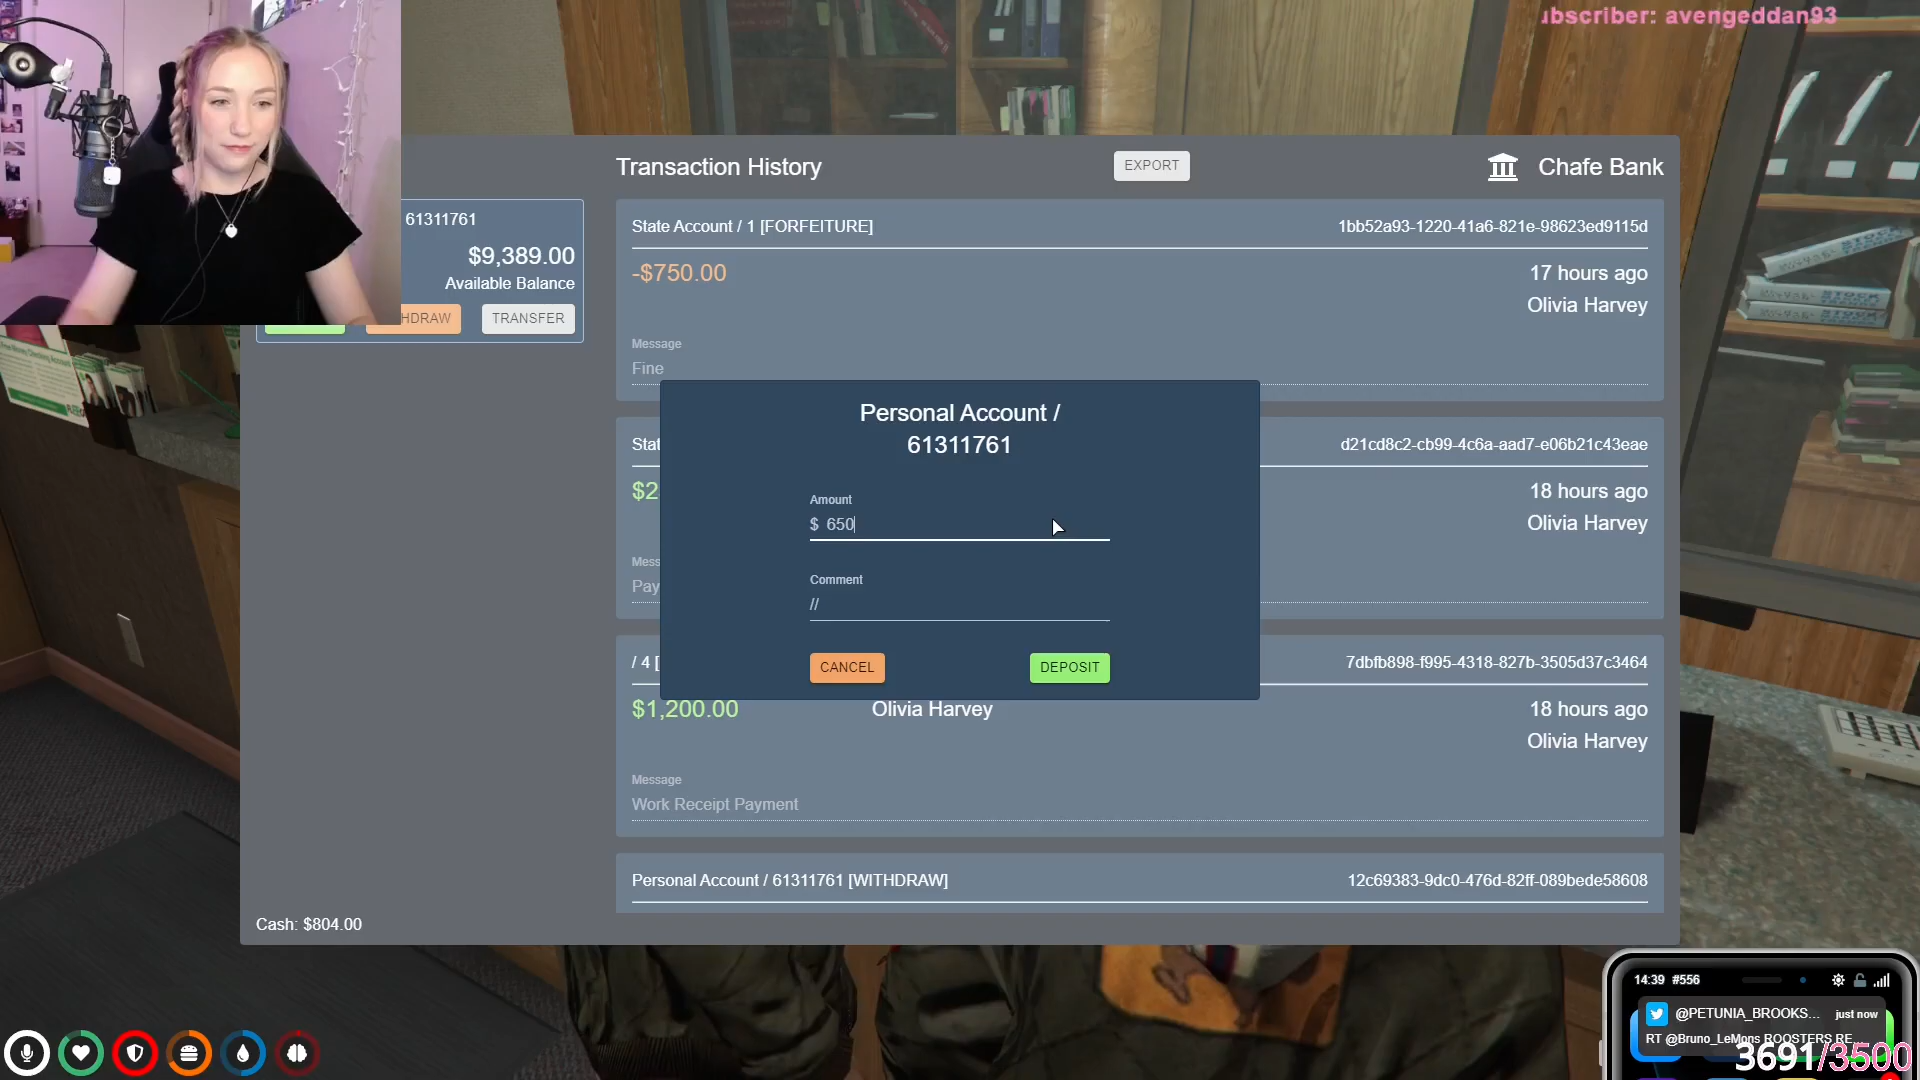 ubscriber: avengeddan93
Transaction History
EXPORT
Chafe Bank
61311761
$9,389.00
Available Balance
HDRAW
TRANSFER
State Account / 1 [FORFEITURE]
1bb52a93-1220-41a6-821e-98623ed9115d
-$750.00
17 hours ago
Olivia Harvey
Message
Fine
Personal Account /
61311761
Amount
$ 650
Comment
//
CANCEL
DEPOSIT
Stat
d21cd8c2-cb99-4c6a-aad7-e06b21c43eae
$2
18 hours ago
Olivia Harvey
Mess
Pay
/ 4 [
7dbfb898-f995-4318-827b-3505d37c3464
$1,200.00
Olivia Harvey
18 hours ago
Olivia Harvey
Message
Work Receipt Payment
Personal Account / 61311761 [WITHDRAW]
12c69383-9dc0-476d-82ff-089bede58608
Cash: $804.00
14:39 #556
@PETUNIA_BROOKS...
just now
RT @Bruno_LeMons ROOSTERS RE...
3691/3500